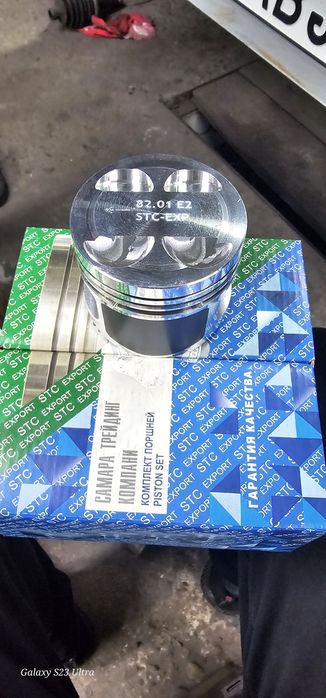 82.01 E2
STC-EXP
STC EXPORT
САМАРА ТРЕЙДИНГ
КОМПАНИ
КОМПЛЕКТ ПОРШНЕЙ
PISTON SET
ГАРАНТИЯ КАЧЕСТВА
Galaxy S23 Ultra